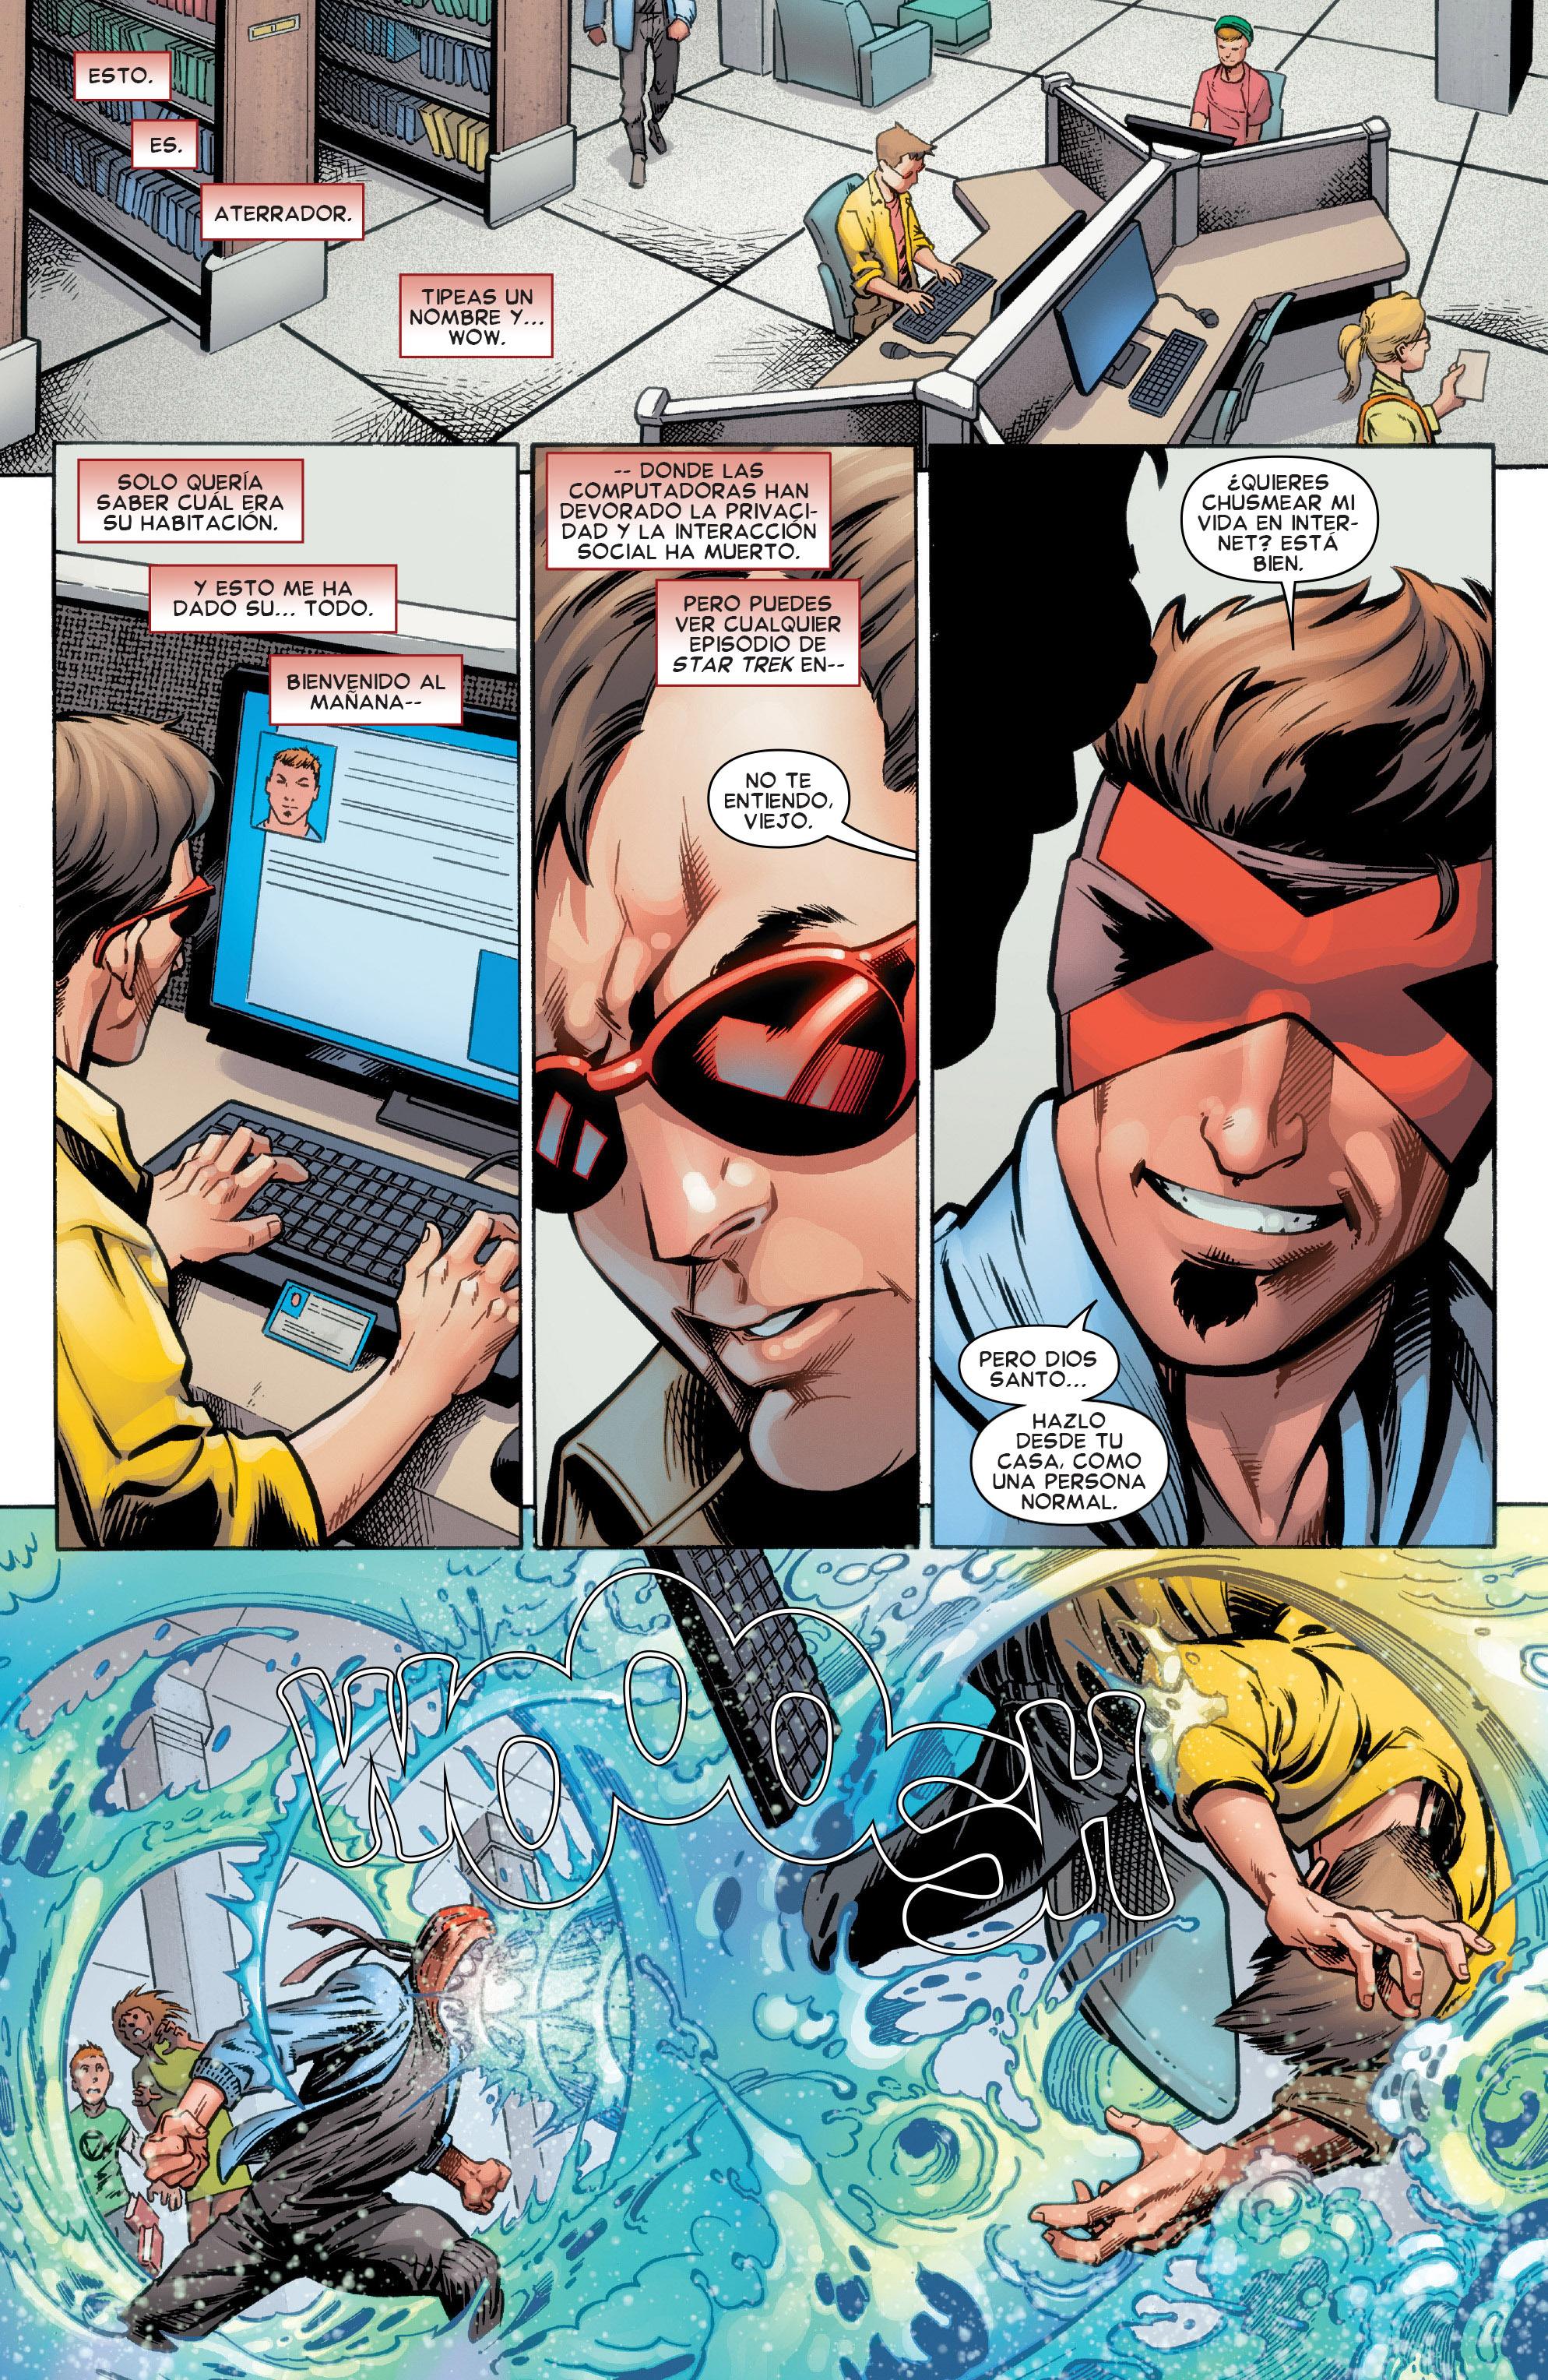 ESTO.
ES.
ATERRADOR.
TIPEAS UN
NOMBRE Y...
WOW.
SOLO QUERÍA
SABER CUÁL ERA
SU HABITACIÓN.
Y ESTO ME HA
DADO SU... TODO.
BIENVENIDO AL
MAÑANA--
-- DONDE LAS
COMPUTADORAS HAN
DEVORADO LA PRIVACI-
DAD Y LA INTERACCIÓN
SOCIAL HA MUERTO.
PERO PUEDES
VER CUALQUIER
EPISODIO DE
STAR TREK EN--
NO TE
ENTIENDO,
VIEJO.
¿QUIERES
CHUSMEAR MI
VIDA EN INTER-
NET? ESTÁ
BIEN.
PERO DIOS
SANTO...
HAZLO
DESDE TU
CASA, COMO
UNA PERSONA
NORMAL.
WOOOSH